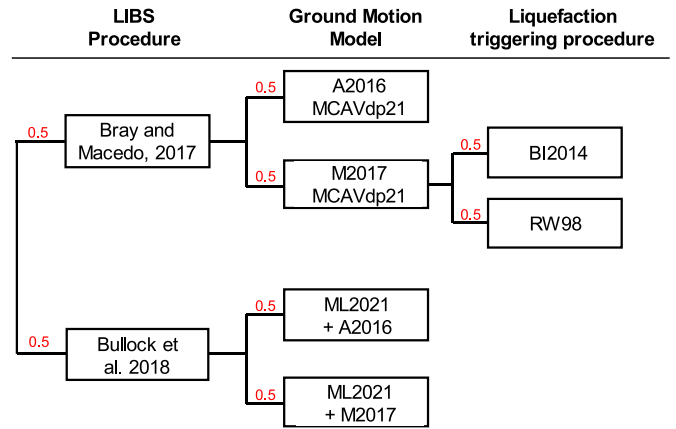 LIBS
Procedure
Ground Motion
Model
Liquefaction
triggering procedure
0.5
Bray and
Macedo, 2017
0.5
A2016
MCAVdp21
0.5
M2017
MCAVdp21
0.5
BI2014
0.5
RW98
0.5
Bullock et
al. 2018
0.5
ML2021
+ A2016
0.5
ML2021
+ M2017